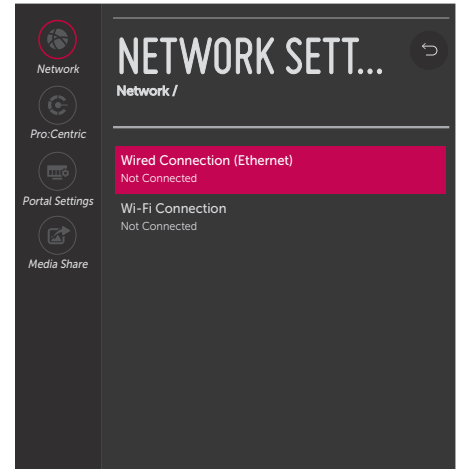 Network
Pro:Centric
Portal Settings
Media Share
NETWORK SETT...
Network /
Wired Connection (Ethernet)
Not Connected
Wi-Fi Connection
Not Connected